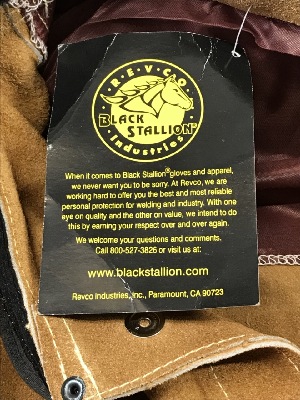 REVCO
BLACK
STALLION®
Industries
When it comes to Black Stallion® gloves and apparel,
we never want you to be sorry. At Revco, we are
working hard to offer you the best and most reliable
personal protection for welding and industry. With one
eye on quality and the other on value, we intend to do
this by earning your respect over and over again.
We welcome your questions and comments.
Call 800-527-3826 or visit us at:
www.blackstallion.com
Revco Industries, Inc., Paramount, CA 90723